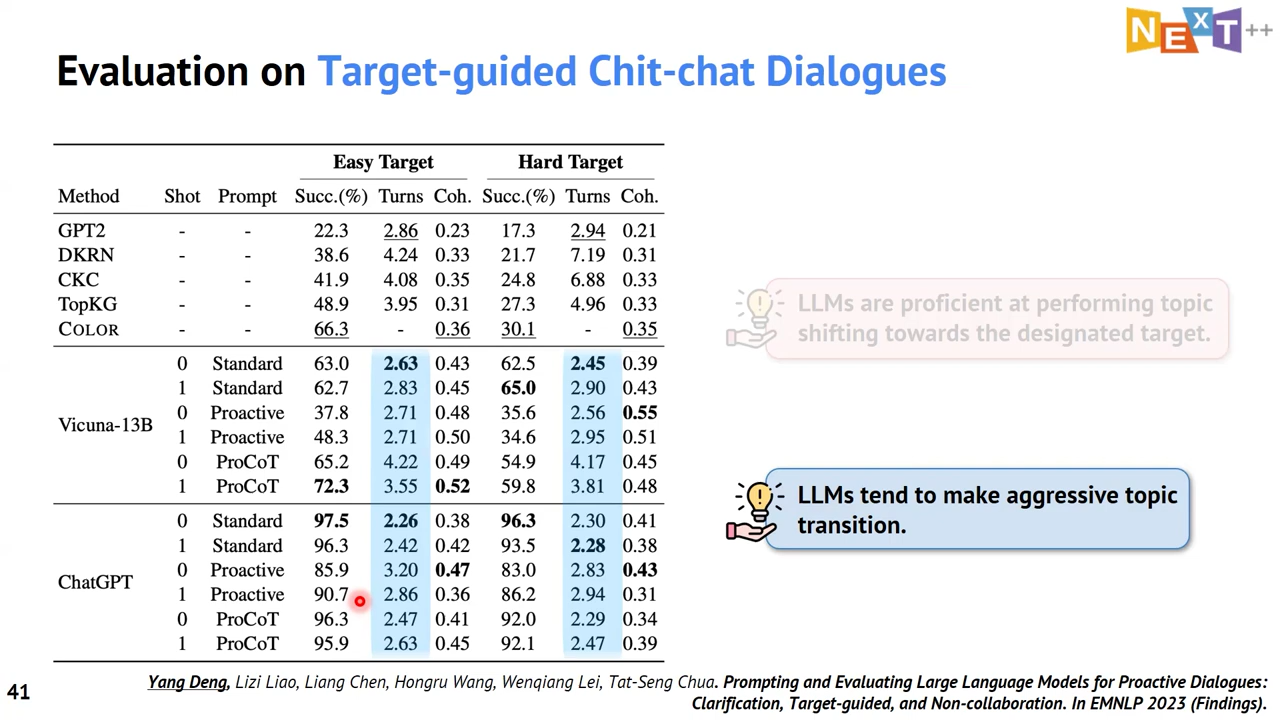 NExT++
Evaluation on Target-guided Chit-chat Dialogues
Easy Target Hard Target
Method Shot Prompt Succ.(%) Turns Coh. Succ.(%) Turns Coh.
GPT2 - - 22.3 2.86 0.23 17.3 2.94 0.21
DKRN - - 38.6 4.24 0.33 21.7 7.19 0.31
CKC - - 41.9 4.08 0.35 24.8 6.88 0.33
TopKG - - 48.9 3.95 0.31 27.3 4.96 0.33
COLOR - - 66.3 - 0.36 30.1 - 0.35
Vicuna-13B
0 Standard 63.0 2.63 0.43 62.5 2.45 0.39
1 Standard 62.7 2.83 0.45 65.0 2.90 0.43
0 Proactive 37.8 2.71 0.48 35.6 2.56 0.55
1 Proactive 48.3 2.71 0.50 34.6 2.95 0.51
0 ProCoT 65.2 4.22 0.49 54.9 4.17 0.45
1 ProCoT 72.3 3.55 0.52 59.8 3.81 0.48
ChatGPT
0 Standard 97.5 2.26 0.38 96.3 2.30 0.41
1 Standard 96.3 2.42 0.42 93.5 2.28 0.38
0 Proactive 85.9 3.20 0.47 83.0 2.83 0.43
1 Proactive 90.7 2.86 0.36 86.2 2.94 0.31
0 ProCoT 96.3 2.47 0.41 92.0 2.29 0.34
1 ProCoT 95.9 2.63 0.45 92.1 2.47 0.39
LLMs are proficient at performing topic
shifting towards the designated target.
LLMs tend to make aggressive topic
transition.
Yang Deng, Lizi Liao, Liang Chen, Hongru Wang, Wenqiang Lei, Tat-Seng Chua. Prompting and Evaluating Large Language Models for Proactive Dialogues:
Clarification, Target-guided, and Non-collaboration. In EMNLP 2023 (Findings).
41